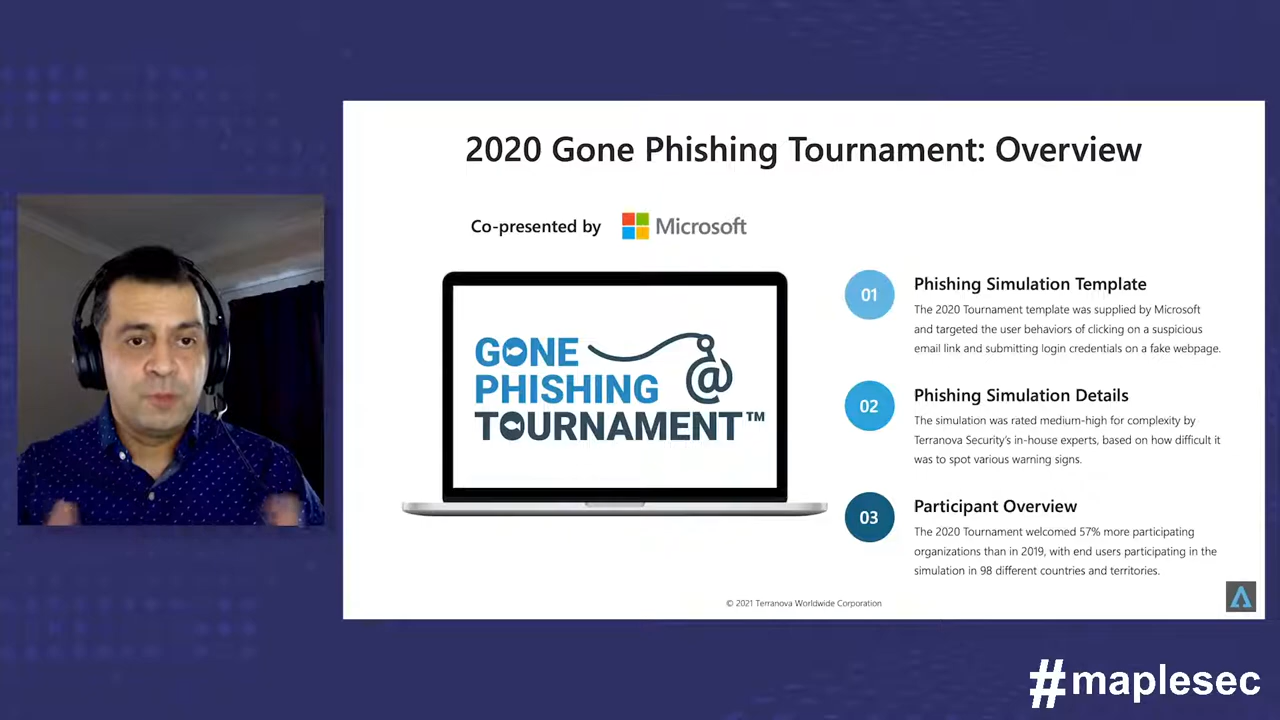 2020 Gone Phishing Tournament: Overview
Co-presented by Microsoft
GONE
PHISHING
TOURNAMENT™
01
Phishing Simulation Template
The 2020 Tournament template was supplied by Microsoft
and targeted the user behaviors of clicking on a suspicious
email link and submitting login credentials on a fake webpage.
02
Phishing Simulation Details
The simulation was rated medium-high for complexity by
Terranova Security's in-house experts, based on how difficult it
was to spot various warning signs.
03
Participant Overview
The 2020 Tournament welcomed 57% more participating
organizations than in 2019, with end users participating in the
simulation in 98 different countries and territories.
© 2021 Terranova Worldwide Corporation
#maplesec